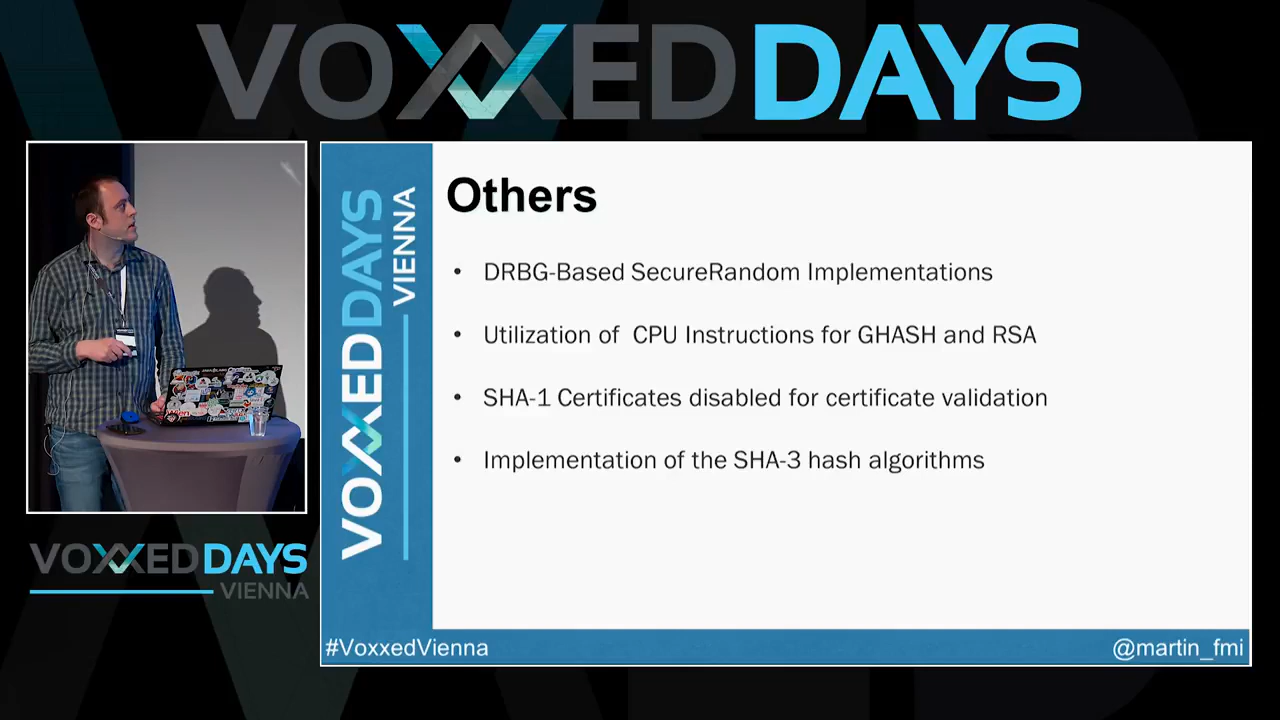 VOXXED DAYS
VOXXED DAYS
VIENNA
Others
• DRBG-Based SecureRandom Implementations
• Utilization of  CPU Instructions for GHASH and RSA
• SHA-1 Certificates disabled for certificate validation
• Implementation of the SHA-3 hash algorithms
VOXXED DAYS
VIENNA
#VoxxedVienna
@martin_fmi